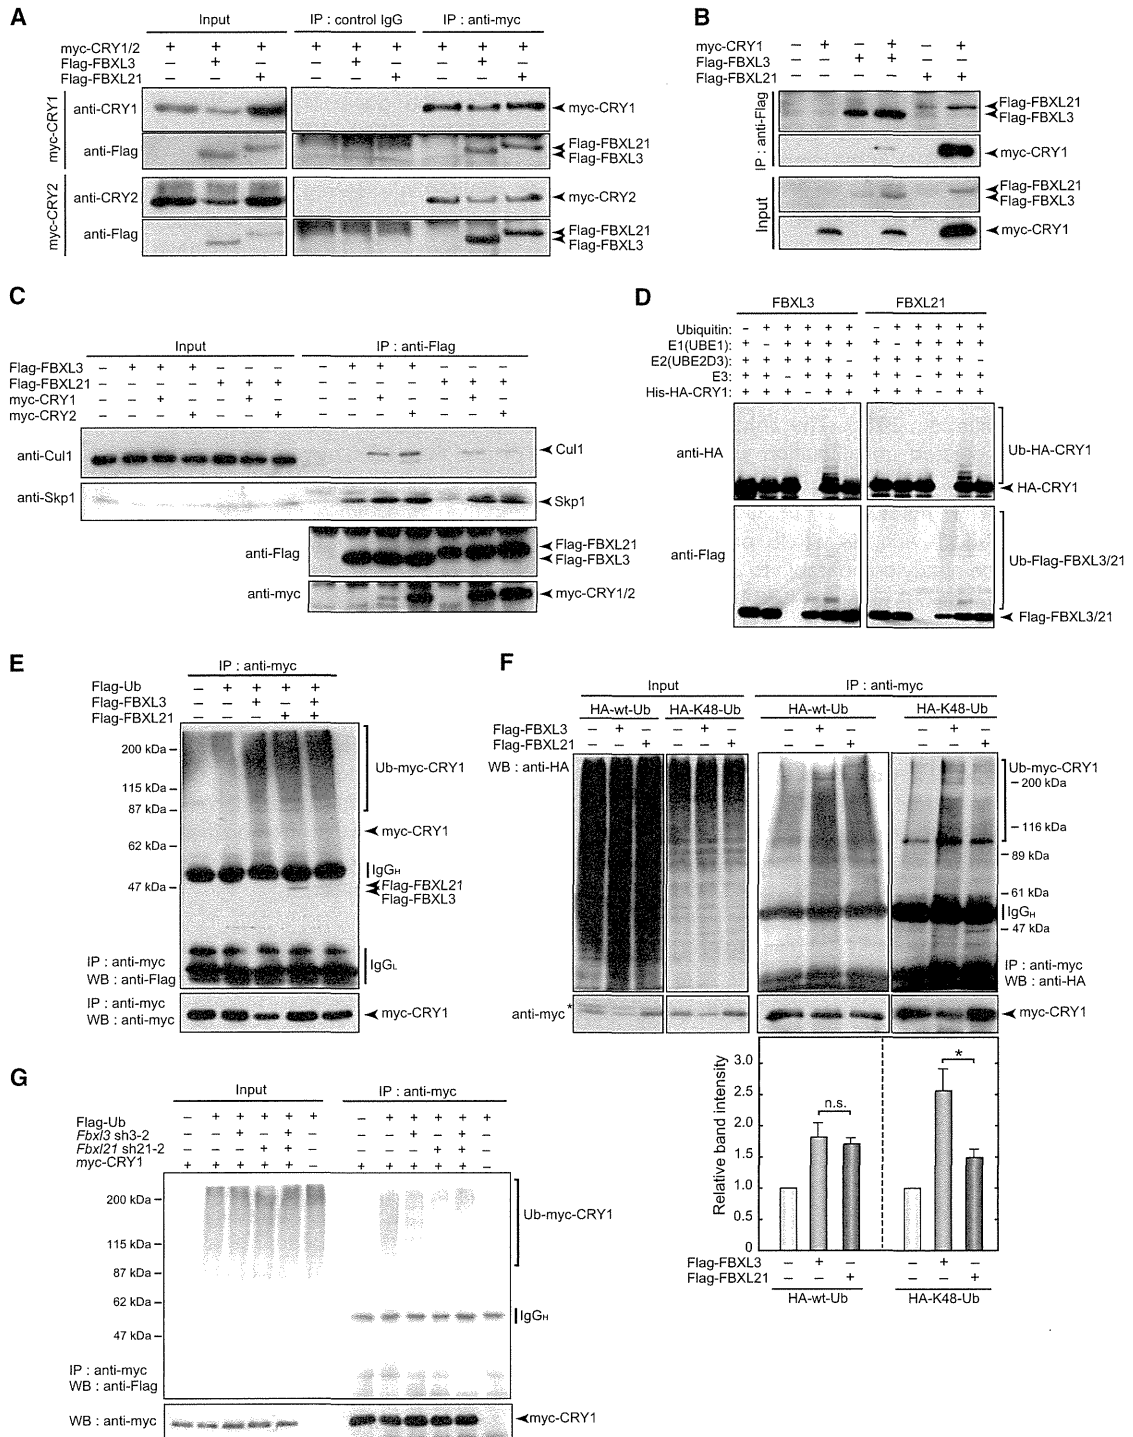 A
Input
IP : control IgG
IP : anti-myc
myc-CRY1/2 + + + + + + + + +
Flag-FBXL3 – + – – + – – + –
Flag-FBXL21 – – + – – + – – +
myc-CRY1
anti-CRY1
myc-CRY1
anti-Flag
Flag-FBXL21
Flag-FBXL3
myc-CRY2
anti-CRY2
myc-CRY2
anti-Flag
Flag-FBXL21
Flag-FBXL3
B
myc-CRY1 – + – + – +
Flag-FBXL3 – – + + – –
Flag-FBXL21 – – – – + +
IP : anti-Flag
Flag-FBXL21
Flag-FBXL3
myc-CRY1
Input
Flag-FBXL21
Flag-FBXL3
myc-CRY1
C
Input
IP : anti-Flag
Flag-FBXL3 – + + + – – – – + + + – – –
Flag-FBXL21 – – – – + + + – – – – + + +
myc-CRY1 – – + – – + – – – + – – + –
myc-CRY2 – – – + – – + – – – + – – +
anti-Cul1
Cul1
anti-Skp1
Skp1
anti-Flag
Flag-FBXL21
Flag-FBXL3
anti-myc
myc-CRY1/2
D
FBXL3
FBXL21
Ubiquitin: – + + + + + – + + + + +
E1(UBE1): + – + + + + + – + + + +
E2(UBE2D3): + + + + + – + + + + + –
E3: + + – + + + + + – + + +
His-HA-CRY1: + + + – + + + + + – + +
anti-HA
Ub-HA-CRY1
HA-CRY1
anti-Flag
Ub-Flag-FBXL3/21
Flag-FBXL3/21
E
IP : anti-myc
Flag-Ub – + + + +
Flag-FBXL3 – – + – +
Flag-FBXL21 – – – + +
200 kDa
115 kDa
87 kDa
62 kDa
47 kDa
Ub-myc-CRY1
myc-CRY1
IgGH
Flag-FBXL21
Flag-FBXL3
IgGL
IP : anti-myc
WB : anti-Flag
IP : anti-myc
WB : anti-myc
myc-CRY1
F
Input
IP : anti-myc
HA-wt-Ub
HA-K48-Ub
HA-wt-Ub
HA-K48-Ub
Flag-FBXL3 – + – – + – – + – – + –
Flag-FBXL21 – – + – – + – – + – – +
WB : anti-HA
Ub-myc-CRY1
200 kDa
116 kDa
89 kDa
61 kDa
IgGH
47 kDa
IP : anti-myc
WB : anti-HA
anti-myc
*
myc-CRY1
Relative band intensity
3.0
2.5
2.0
1.5
1.0
0.5
0
n.s.
*
Flag-FBXL3 – + – – + –
Flag-FBXL21 – – + – – +
HA-wt-Ub
HA-K48-Ub
G
Input
IP : anti-myc
Flag-Ub – + + + + + – + + + + +
Fbxl3 sh3-2 – – + – + – – – + – + –
Fbxl21 sh21-2 – – – + + – – – – + + –
myc-CRY1 + + + + + – + + + + + –
200 kDa
115 kDa
87 kDa
62 kDa
47 kDa
Ub-myc-CRY1
IgGH
IP : anti-myc
WB : anti-Flag
WB : anti-myc
myc-CRY1